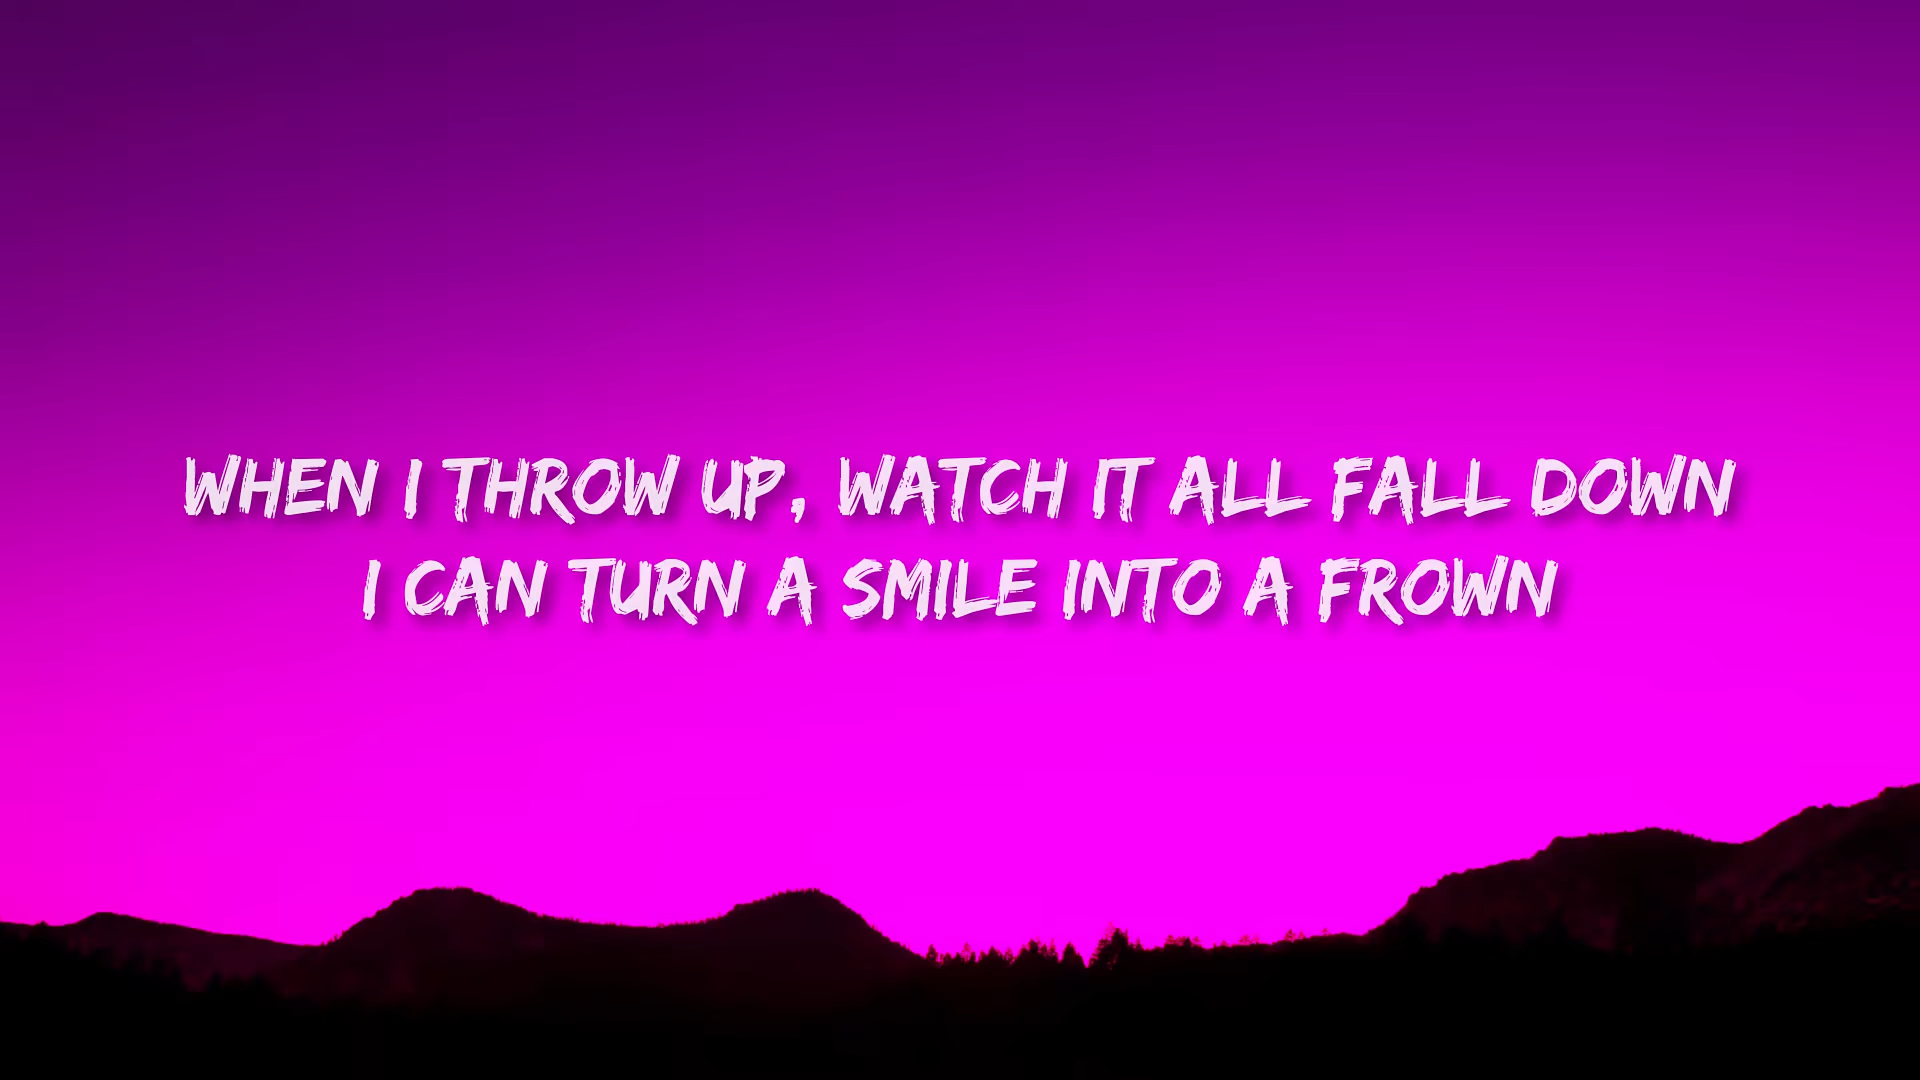 WHEN I THROW UP, WATCH IT ALL FALL DOWN
I CAN TURN A SMILE INTO A FROWN